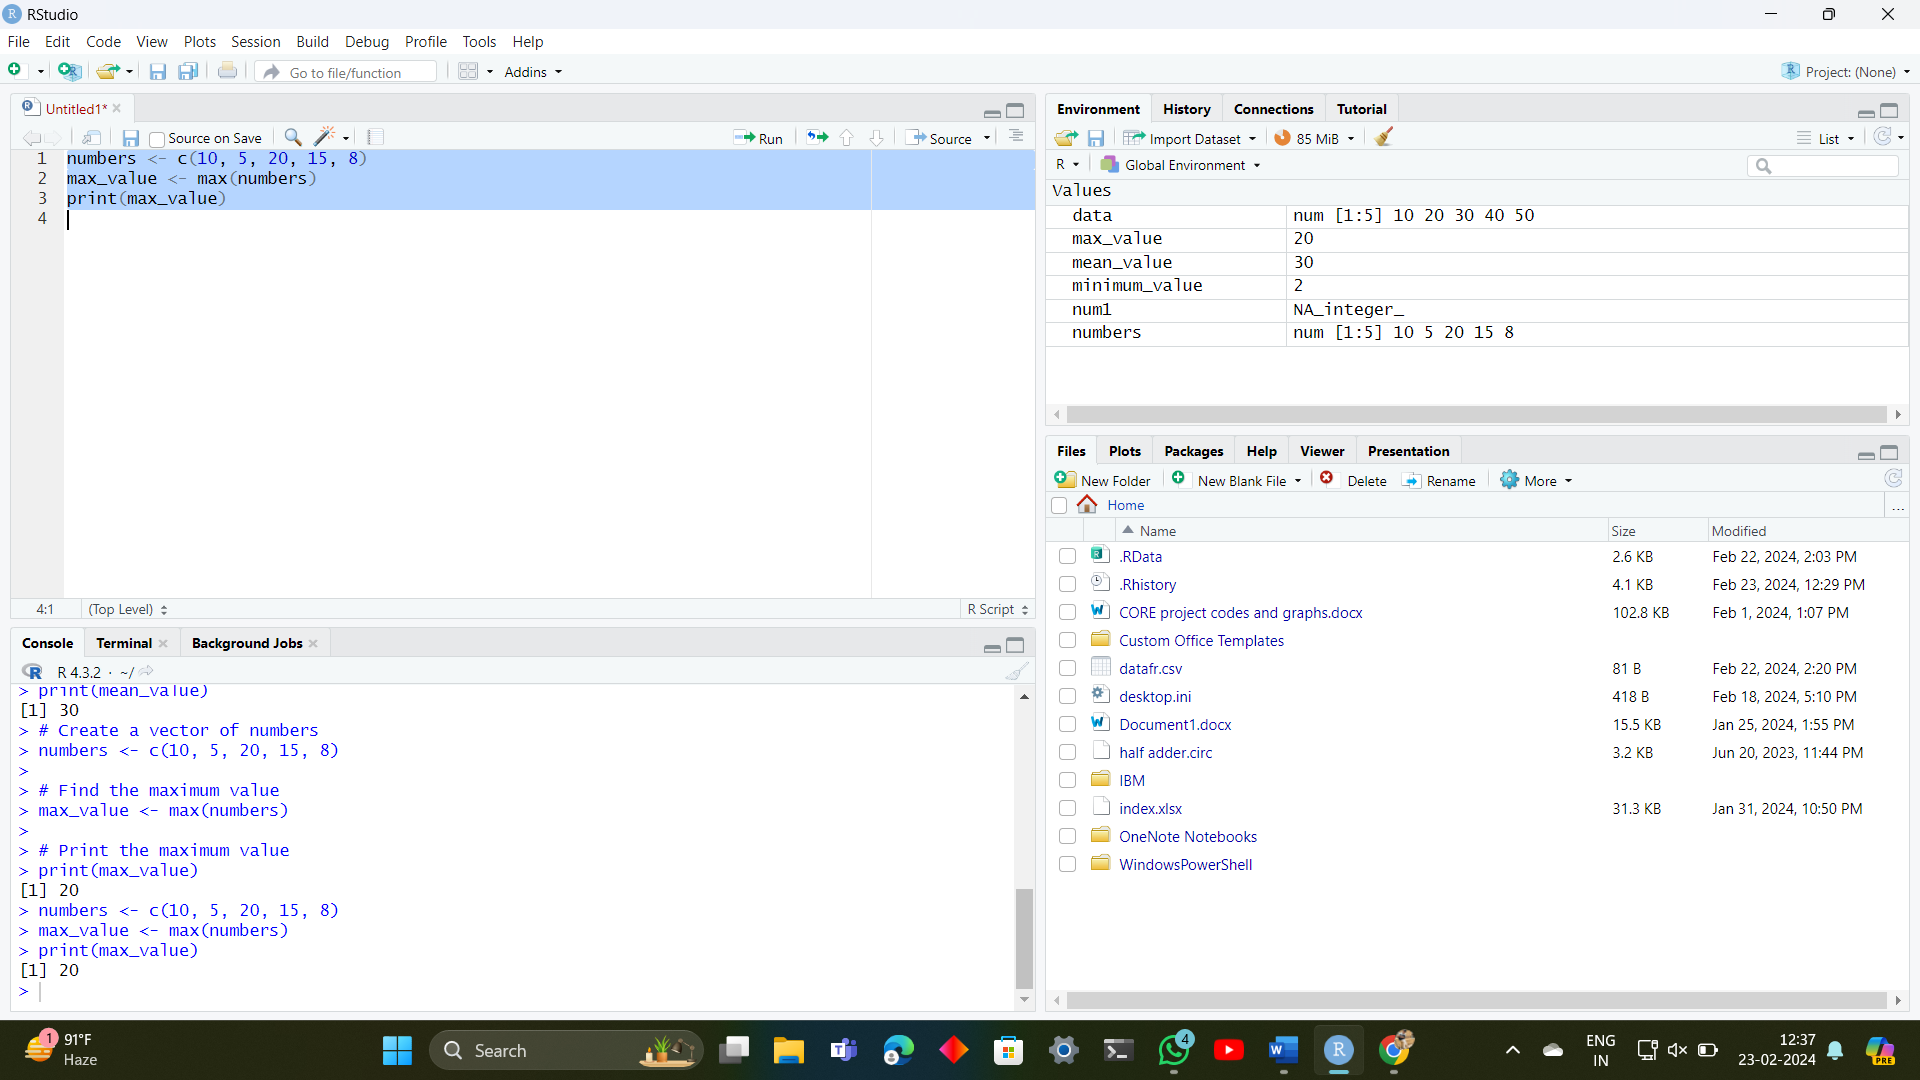 RStudio
File Edit Code View Plots Session Build Debug Profile Tools Help
Go to file/function Addins Project: (None)
Untitled1*
Source on Save Run Source
1 numbers <- c(10, 5, 20, 15, 8)
2 max_value <- max(numbers)
3 print(max_value)
4
4:1 (Top Level) R Script
Console Terminal Background Jobs
R 4.3.2 · ~/
> print(mean_value)
[1] 30
> # Create a vector of numbers
> numbers <- c(10, 5, 20, 15, 8)
>
> # Find the maximum value
> max_value <- max(numbers)
>
> # Print the maximum value
> print(max_value)
[1] 20
> numbers <- c(10, 5, 20, 15, 8)
> max_value <- max(numbers)
> print(max_value)
[1] 20
>
Environment History Connections Tutorial
Import Dataset 85 MiB List
R Global Environment
Values
data num [1:5] 10 20 30 40 50
max_value 20
mean_value 30
minimum_value 2
num1 NA_integer_
numbers num [1:5] 10 5 20 15 8
Files Plots Packages Help Viewer Presentation
New Folder New Blank File Delete Rename More
Home ...
Name Size Modified
.RData 2.6 KB Feb 22, 2024, 2:03 PM
.Rhistory 4.1 KB Feb 23, 2024, 12:29 PM
CORE project codes and graphs.docx 102.8 KB Feb 1, 2024, 1:07 PM
Custom Office Templates
datafr.csv 81 B Feb 22, 2024, 2:20 PM
desktop.ini 418 B Feb 18, 2024, 5:10 PM
Document1.docx 15.5 KB Jan 25, 2024, 1:55 PM
half adder.circ 3.2 KB Jun 20, 2023, 11:44 PM
IBM
index.xlsx 31.3 KB Jan 31, 2024, 10:50 PM
OneNote Notebooks
WindowsPowerShell
1 91°F
Haze
Search
4
ENG
IN
12:37
23-02-2024
PRE